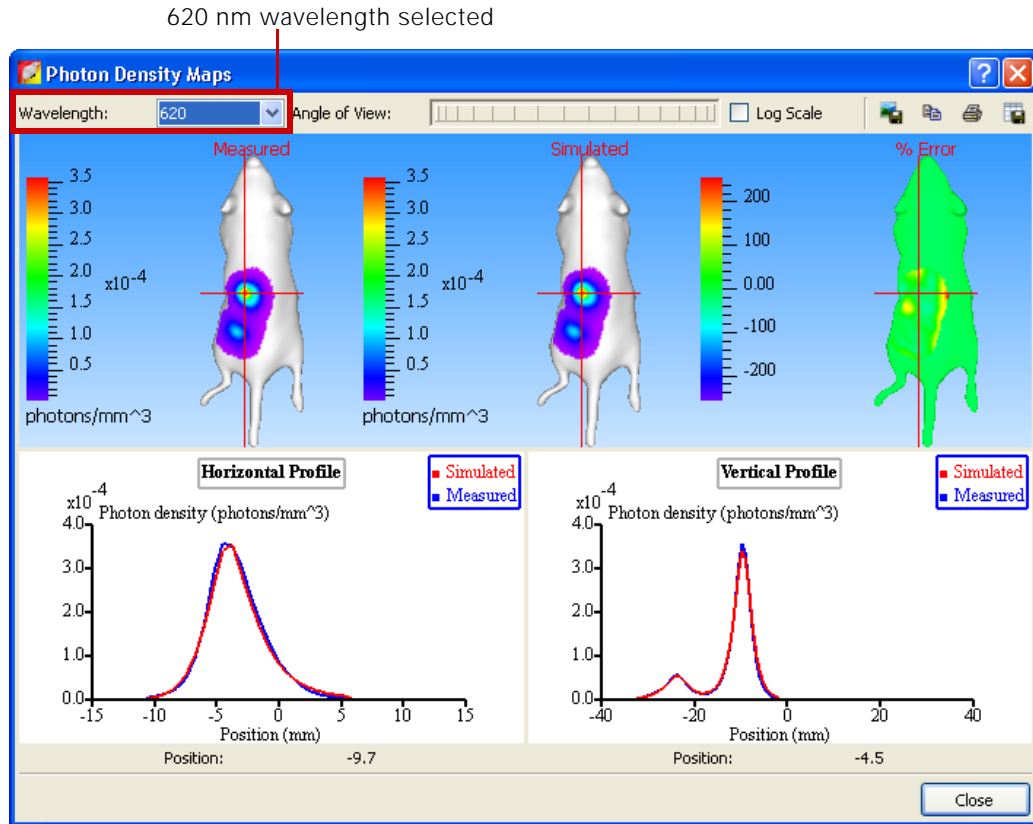 620 nm wavelength selected
Photon Density Maps
Wavelength: 620 Angle of View: Log Scale
Measured Simulated % Error
3.5 3.5
3.0 3.0 200
2.5 2.5 100
2.0 2.0 0.00
x10-4 x10-4
1.5 1.5
1.0 1.0 -100
0.5 0.5 -200
photons/mm^3 photons/mm^3
Horizontal Profile
Simulated
Measured
x10-4
Photon density (photons/mm^3)
4.0
3.0
2.0
1.0
0.0
-15 -10 -5 0 5 10 15
Position (mm)
Position: -9.7
Vertical Profile
Simulated
Measured
x10-4
Photon density (photons/mm^3)
4.0
3.0
2.0
1.0
0.0
-40 -20 0 20 40
Position (mm)
Position: -4.5
Close